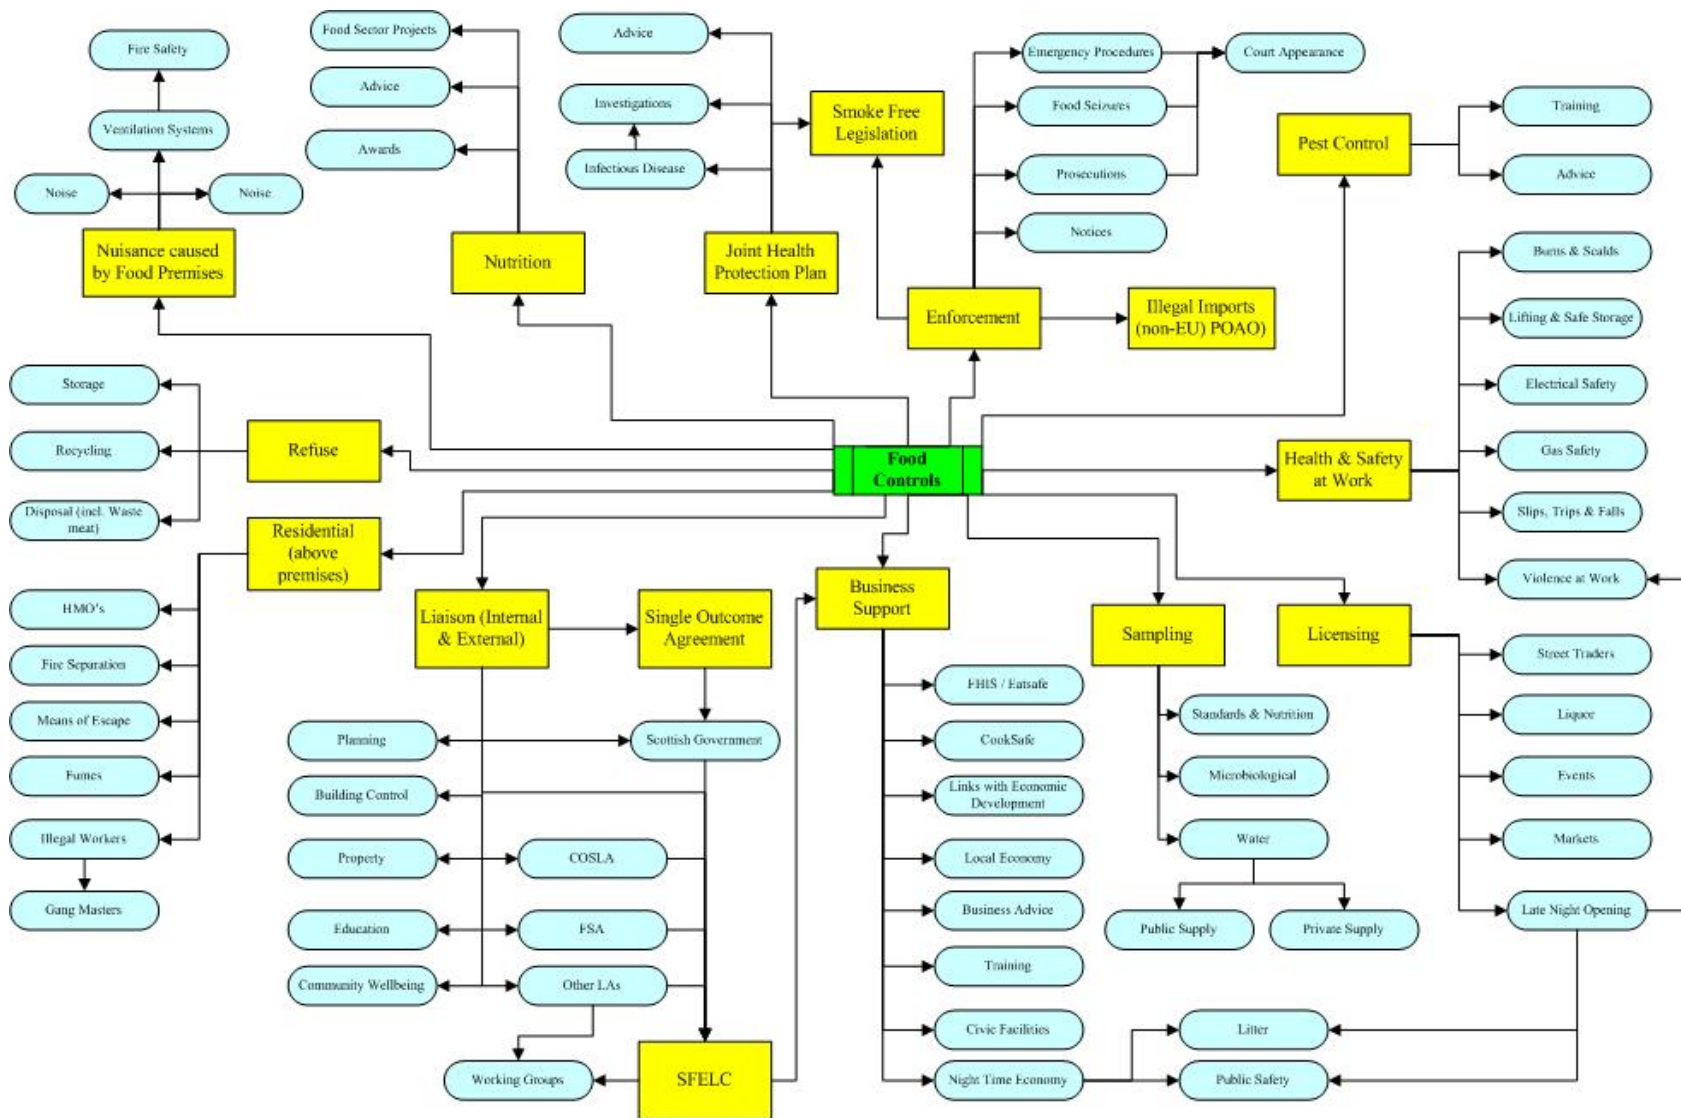 Food Sector Projects
Advice
Emergency Procedures
Court Appearance
Fire Safety
Advice
Investigations
Smoke Free
Legislation
Food Seizures
Training
Ventilation Systems
Awards
Infectious Disease
Prosecutions
Pest Control
Advice
Noise
Noise
Notices
Nuisance caused
by Food Premises
Nutrition
Joint Health
Protection Plan
Burns & Scalds
Enforcement
Illegal Imports
(non-EU) POAO)
Lifting & Safe Storage
Storage
Electrical Safety
Recycling
Refuse
Food
Controls
Health & Safety
at Work
Gas Safety
Disposal (incl. Waste
meat)
Slips, Trips & Falls
Residential
(above
premises)
Violence at Work
HMO's
Liaison (Internal
& External)
Single Outcome
Agreement
Business
Support
Sampling
Licensing
Fire Separation
Street Traders
FHIS / Eatsafe
Means of Escape
Standards & Nutrition
Liquor
Planning
Scottish Government
CookSafe
Fumes
Microbiological
Events
Building Control
Links with Economic
Development
Illegal Workers
Water
Markets
Property
COSLA
Local Economy
Gang Masters
Business Advice
Late Night Opening
Education
FSA
Public Supply
Private Supply
Training
Community Wellbeing
Other LAs
Civic Facilities
Litter
Working Groups
SFELC
Night Time Economy
Public Safety